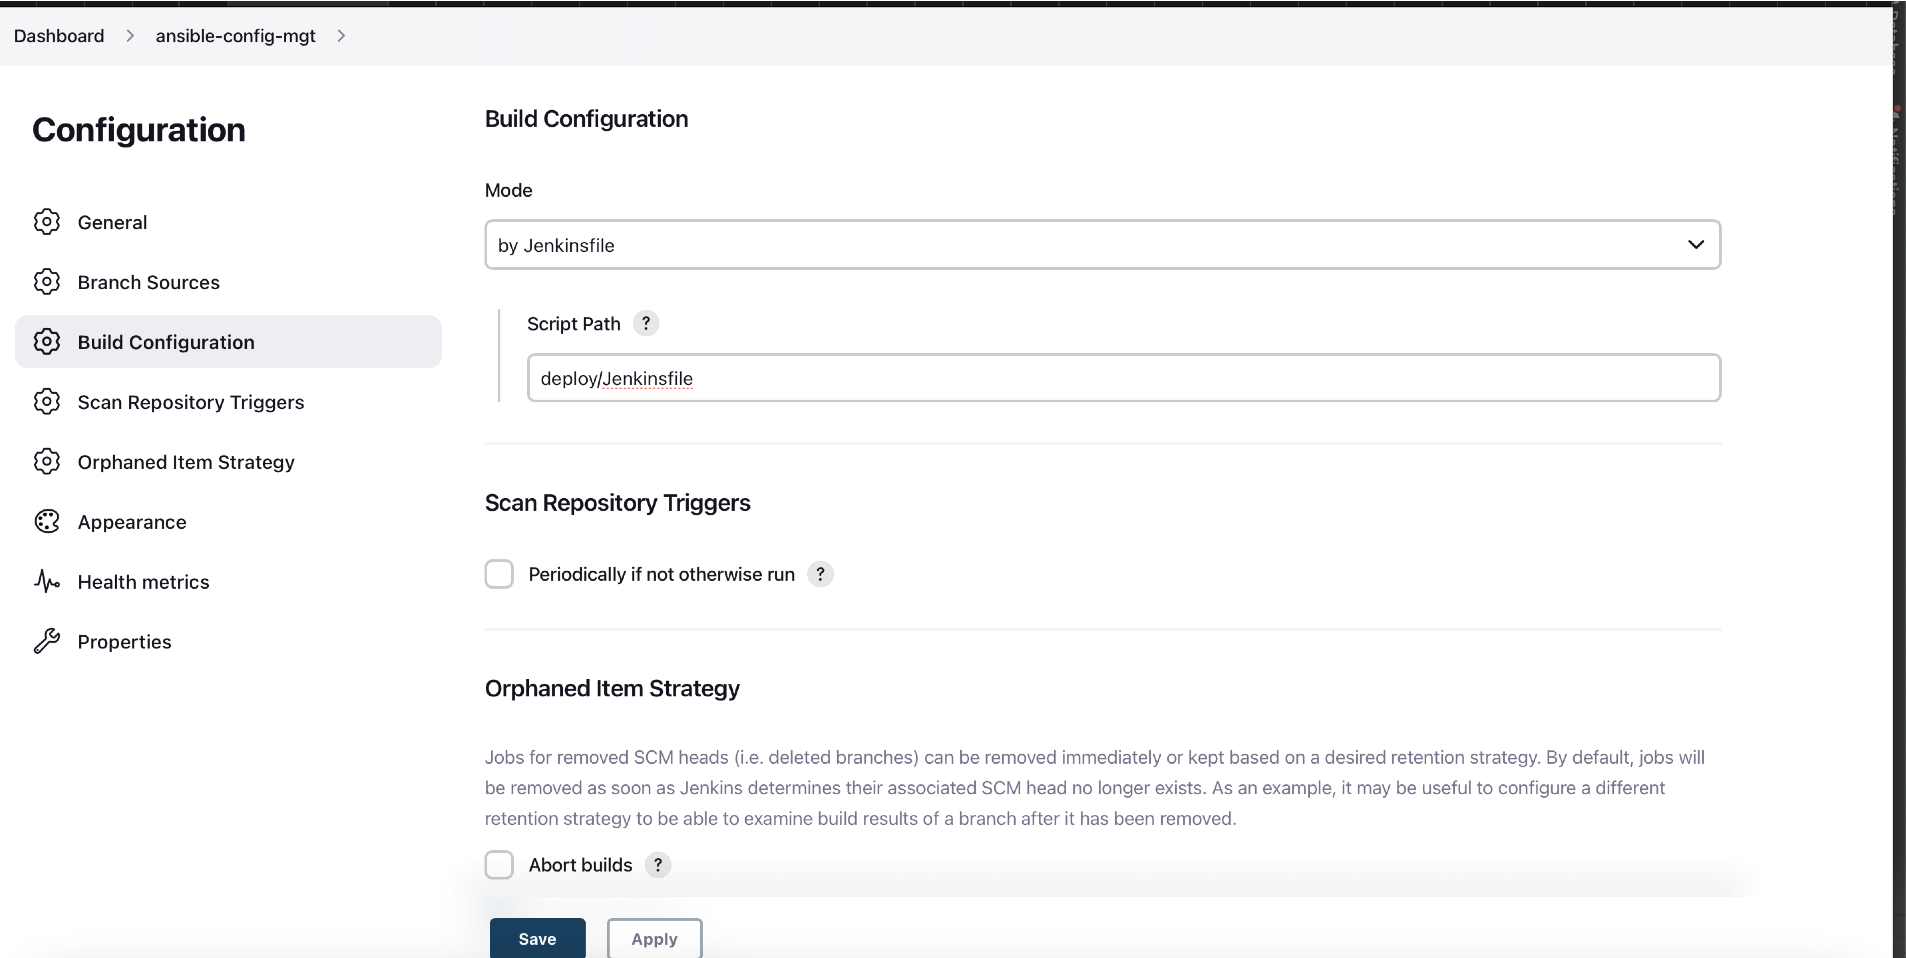 Dashboard > ansible-config-mgt >
Configuration
General
Branch Sources
Build Configuration
Scan Repository Triggers
Orphaned Item Strategy
Appearance
Health metrics
Properties
Build Configuration
Mode
by Jenkinsfile
Script Path ?
deploy/Jenkinsfile
Scan Repository Triggers
Periodically if not otherwise run ?
Orphaned Item Strategy
Jobs for removed SCM heads (i.e. deleted branches) can be removed immediately or kept based on a desired retention strategy. By default, jobs will
be removed as soon as Jenkins determines their associated SCM head no longer exists. As an example, it may be useful to configure a different
retention strategy to be able to examine build results of a branch after it has been removed.
Abort builds ?
Save Apply